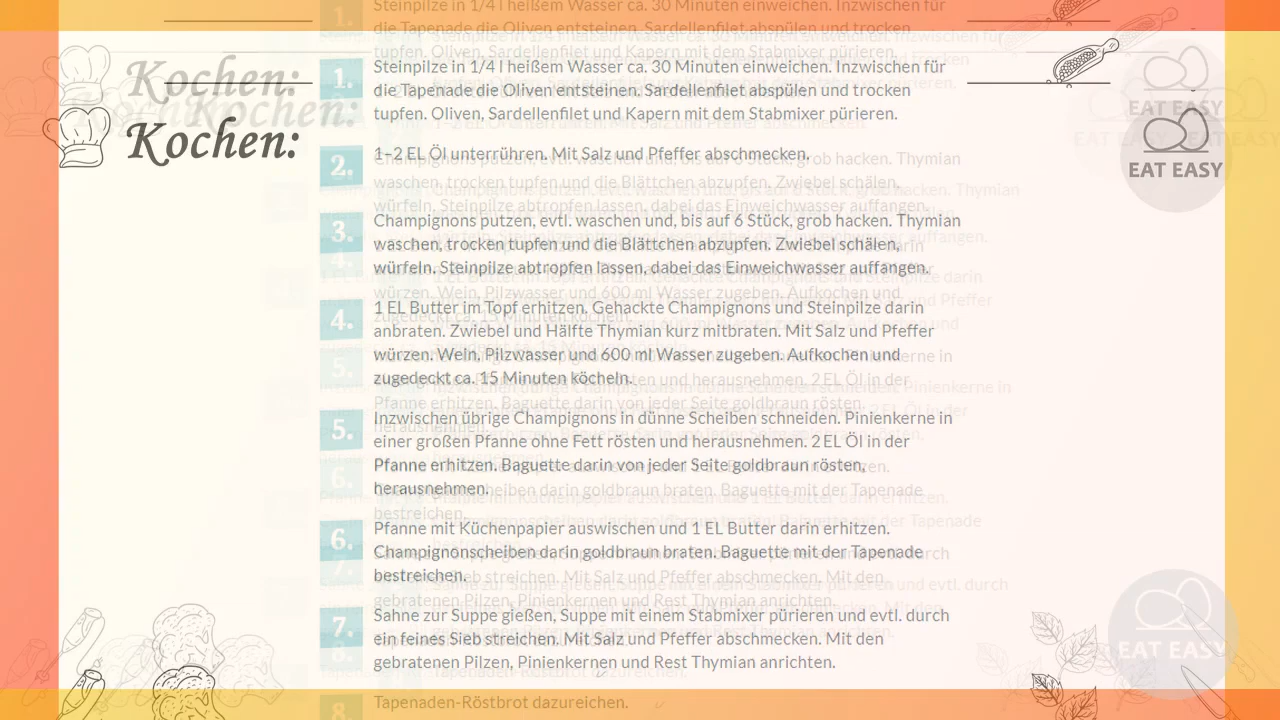 Kochen:
1. Steinpilze in 1/4 l heißem Wasser ca. 30 Minuten einweichen. Inzwischen für
die Tapenade die Oliven entsteinen. Sardellenfilet abspülen und trocken
tupfen. Oliven, Sardellenfilet und Kapern mit dem Stabmixer pürieren.
2. 1–2 EL Öl unterrühren. Mit Salz und Pfeffer abschmecken.
3. Champignons putzen, evtl. waschen und, bis auf 6 Stück, grob hacken. Thymian
waschen, trocken tupfen und die Blättchen abzupfen. Zwiebel schälen,
würfeln. Steinpilze abtropfen lassen, dabei das Einweichwasser auffangen.
4. 1 EL Butter im Topf erhitzen. Gehackte Champignons und Steinpilze darin
anbraten. Zwiebel und Hälfte Thymian kurz mitbraten. Mit Salz und Pfeffer
würzen. Wein, Pilzwasser und 600 ml Wasser zugeben. Aufkochen und
zugedeckt ca. 15 Minuten köcheln.
5. Inzwischen übrige Champignons in dünne Scheiben schneiden. Pinienkerne in
einer großen Pfanne ohne Fett rösten und herausnehmen. 2 EL Öl in der
Pfanne erhitzen. Baguette darin von jeder Seite goldbraun rösten,
herausnehmen.
6. Pfanne mit Küchenpapier auswischen und 1 EL Butter darin erhitzen.
Champignonscheiben darin goldbraun braten. Baguette mit der Tapenade
bestreichen.
7. Sahne zur Suppe gießen, Suppe mit einem Stabmixer pürieren und evtl. durch
ein feines Sieb streichen. Mit Salz und Pfeffer abschmecken. Mit den
gebratenen Pilzen, Pinienkernen und Rest Thymian anrichten.
8. Tapenaden-Röstbrot dazureichen.
EAT EASY
EAT EASY